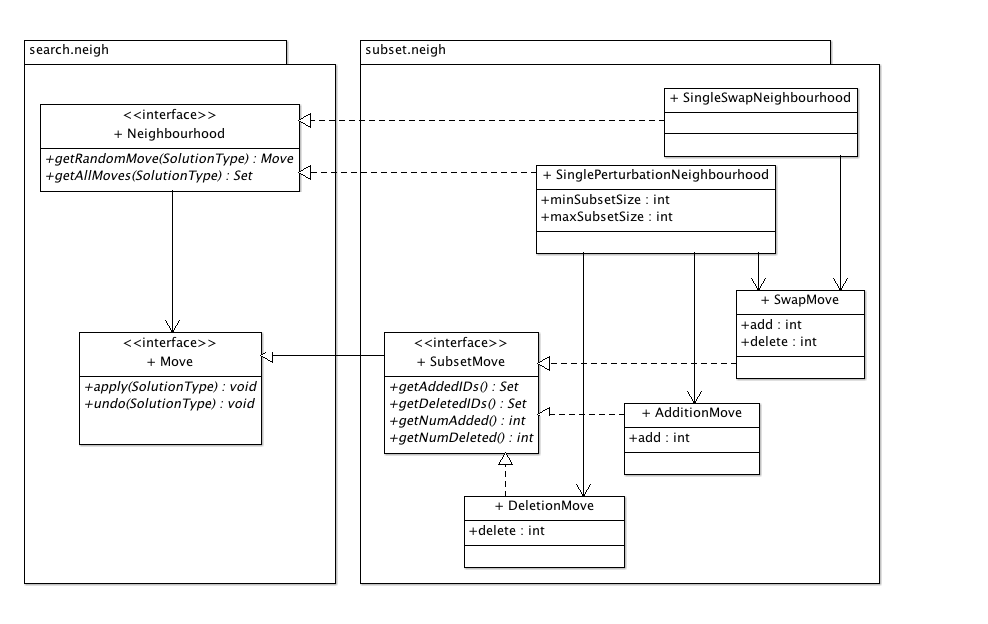 search.neigh
<<interface>>
+ Neighbourhood
+getRandomMove(SolutionType) : Move
+getAllMoves(SolutionType) : Set
<<interface>>
+ Move
+apply(SolutionType) : void
+undo(SolutionType) : void
subset.neigh
+ SingleSwapNeighbourhood
+ SinglePerturbationNeighbourhood
+minSubsetSize : int
+maxSubsetSize : int
+ SwapMove
+add : int
+delete : int
<<interface>>
+ SubsetMove
+getAddedIDs() : Set
+getDeletedIDs() : Set
+getNumAdded() : int
+getNumDeleted() : int
+ AdditionMove
+add : int
+ DeletionMove
+delete : int